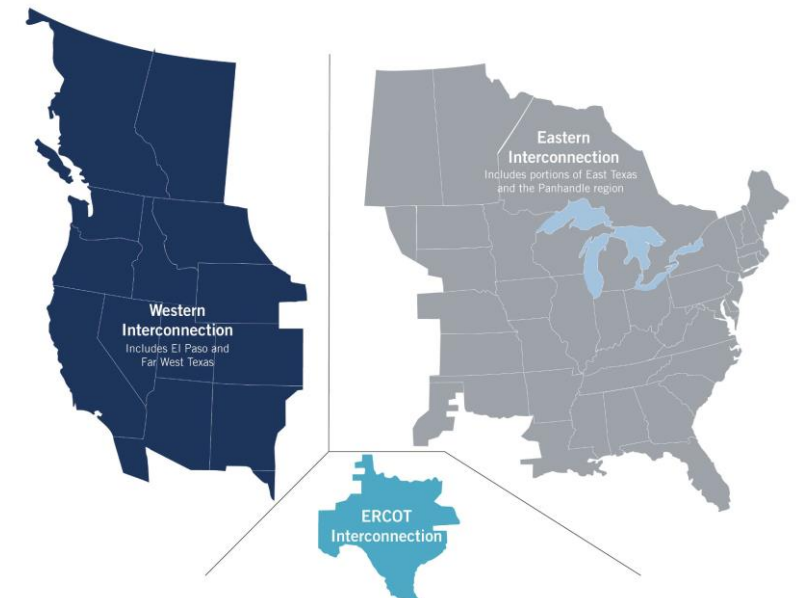 Western
Interconnection
Includes El Paso and
Far West Texas
Eastern
Interconnection
Includes portions of East Texas
and the Panhandle region
ERCOT
Interconnection